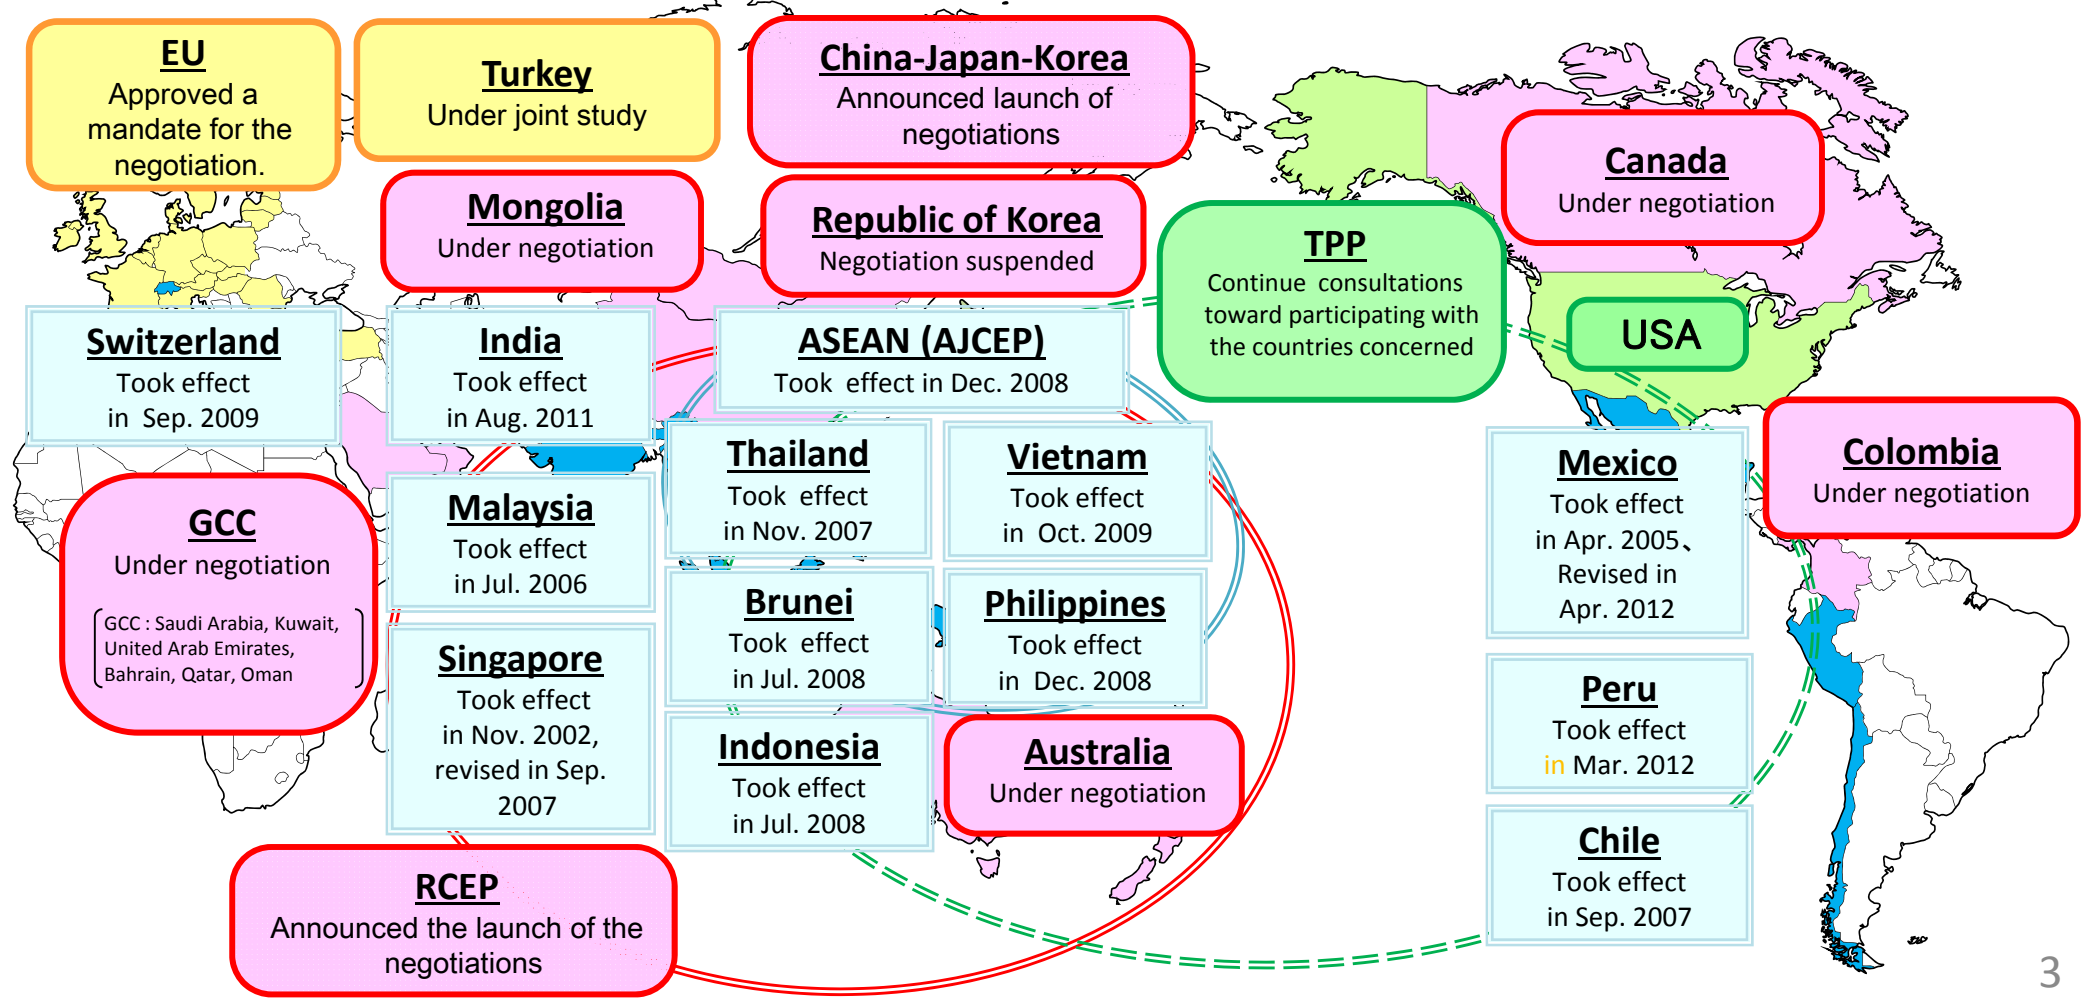 EU
Approved a
mandate for the
negotiation.
Turkey
Under joint study
China-Japan-Korea
Announced launch of
negotiations
Mongolia
Under negotiation
Republic of Korea
Negotiation suspended
TPP
Continue consultations
toward participating with
the countries concerned
Canada
Under negotiation
USA
Switzerland
Took effect
in Sep. 2009
India
Took effect
in Aug. 2011
ASEAN (AJCEP)
Took effect in Dec. 2008
Thailand
Took effect
in Nov. 2007
Vietnam
Took effect
in Oct. 2009
Mexico
Took effect
in Apr. 2005、
Revised in
Apr. 2012
Colombia
Under negotiation
GCC
Under negotiation
GCC : Saudi Arabia, Kuwait,
United Arab Emirates,
Bahrain, Qatar, Oman
Malaysia
Took effect
in Jul. 2006
Brunei
Took effect
in Jul. 2008
Philippines
Took effect
in Dec. 2008
Singapore
Took effect
in Nov. 2002,
revised in Sep.
2007
Indonesia
Took effect
in Jul. 2008
Australia
Under negotiation
Peru
Took effect
in Mar. 2012
Chile
Took effect
in Sep. 2007
RCEP
Announced the launch of the
negotiations
3